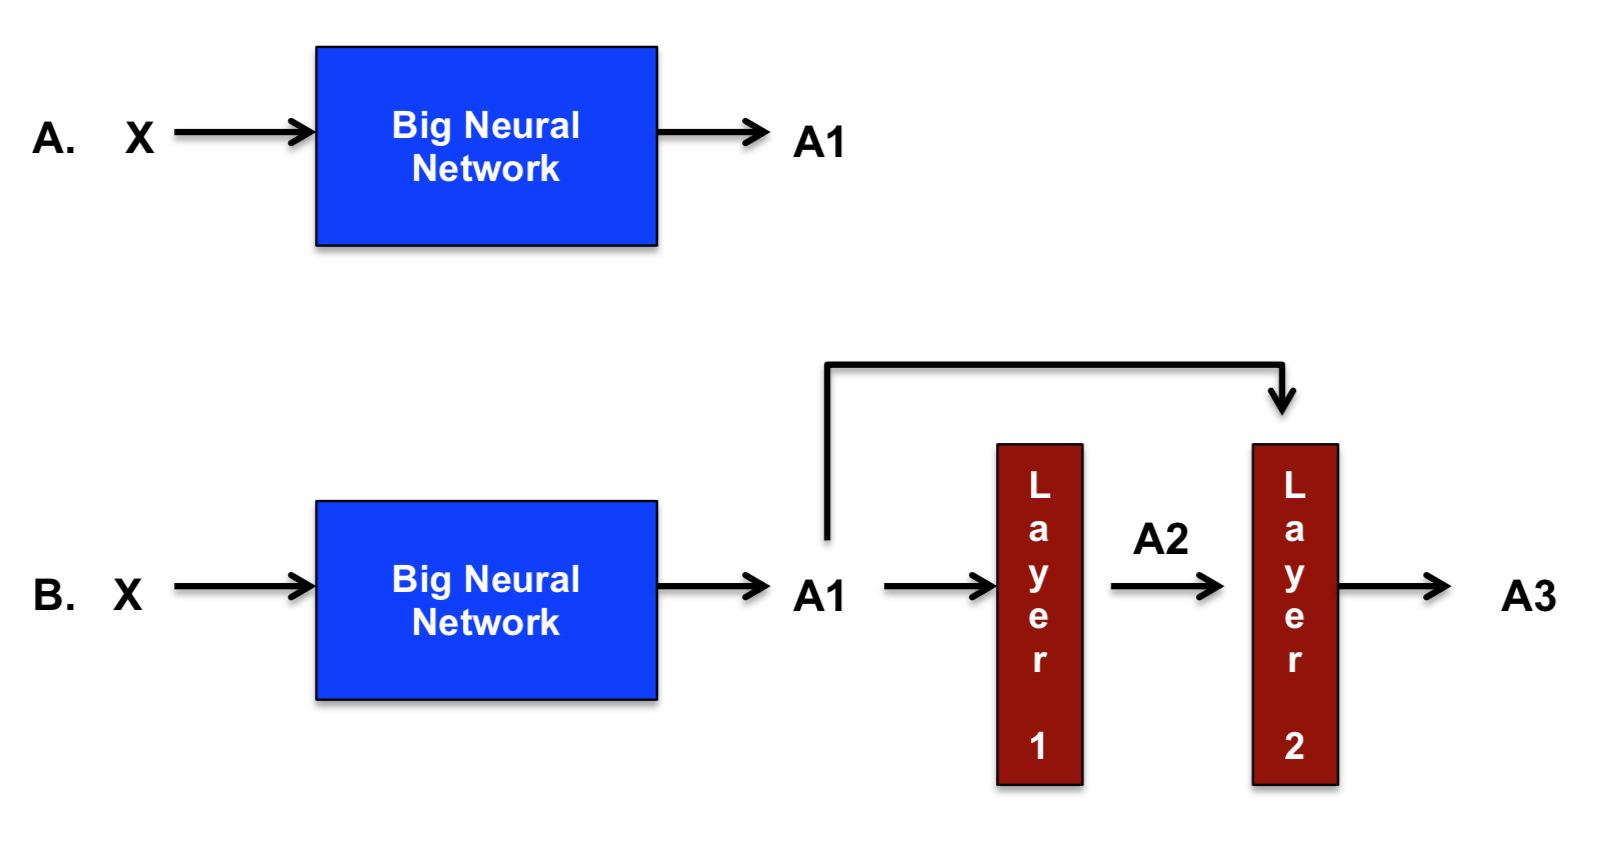 A. X
Big Neural
Network
A1
B. X
Big Neural
Network
A1
Layer 1
A2
Layer 2
A3